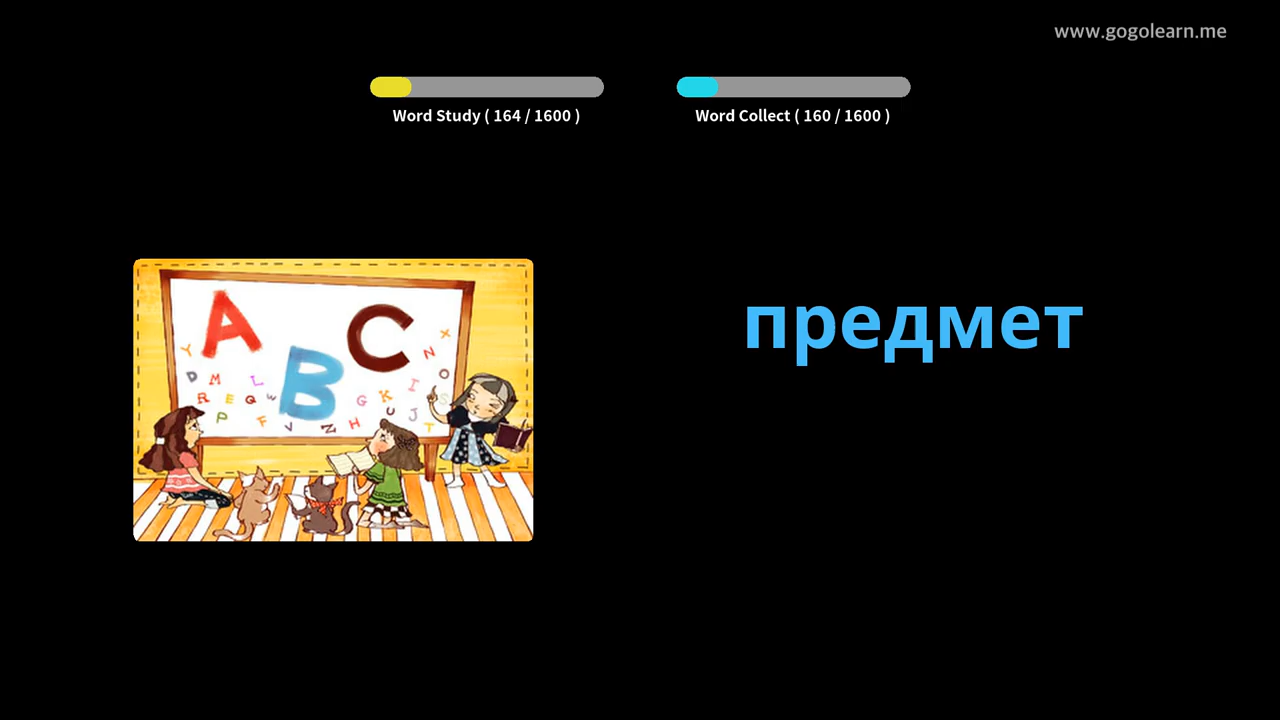 www.gogolearn.me
Word Study ( 164 / 1600 )
Word Collect ( 160 / 1600 )
предмет
A
B
C
X
Y
N
D
M
L
O
I
R
E
Q
W
G
K
S
P
F
V
Z
H
U
J
T